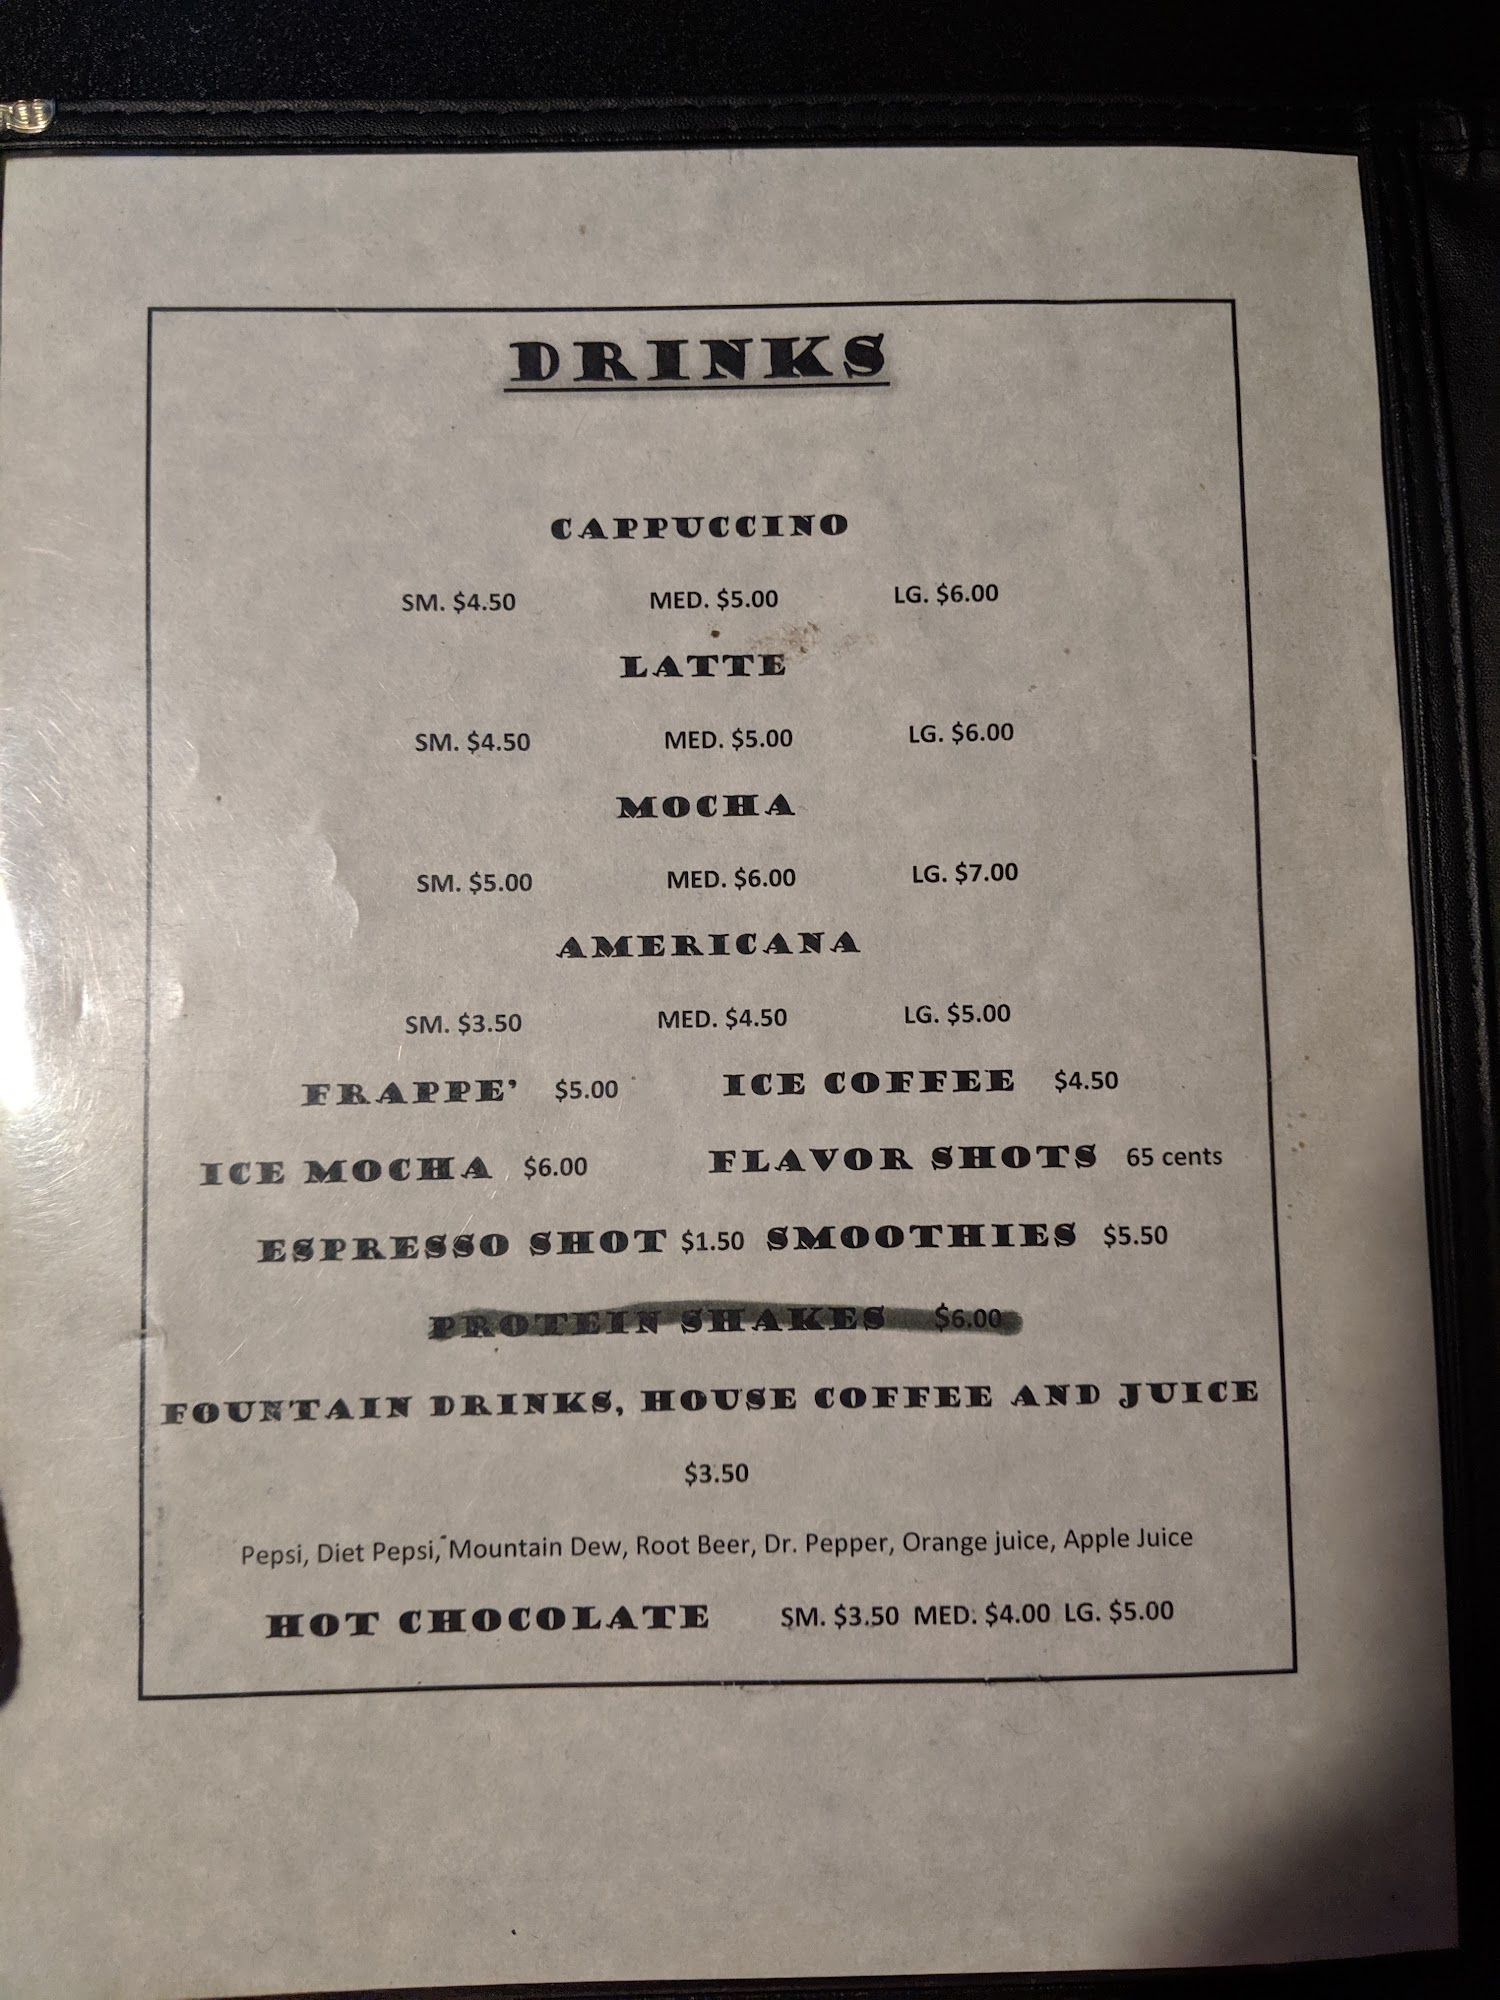 DRINKS
CAPPUCCINO
SM. $4.50 MED. $5.00 LG. $6.00
LATTE
SM. $4.50 MED. $5.00 LG. $6.00
MOCHA
SM. $5.00 MED. $6.00 LG. $7.00
AMERICANA
SM. $3.50 MED. $4.50 LG. $5.00
FRAPPE' $5.00 ICE COFFEE $4.50
ICE MOCHA $6.00 FLAVOR SHOTS 65 cents
ESPRESSO SHOT $1.50 SMOOTHIES $5.50
PROTEIN SHAKES $6.00
FOUNTAIN DRINKS, HOUSE COFFEE AND JUICE
$3.50
Pepsi, Diet Pepsi, Mountain Dew, Root Beer, Dr. Pepper, Orange juice, Apple Juice
HOT CHOCOLATE SM. $3.50 MED. $4.00 LG. $5.00